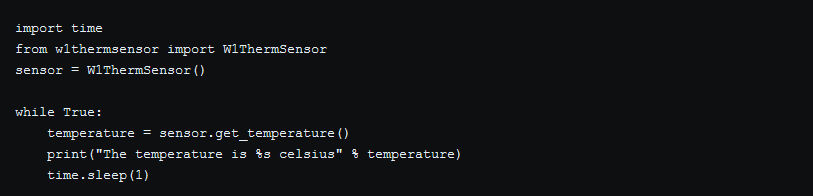 import time
from w1thermsensor import W1ThermSensor
sensor = W1ThermSensor()

while True:
    temperature = sensor.get_temperature()
    print("The temperature is %s celsius" % temperature)
    time.sleep(1)